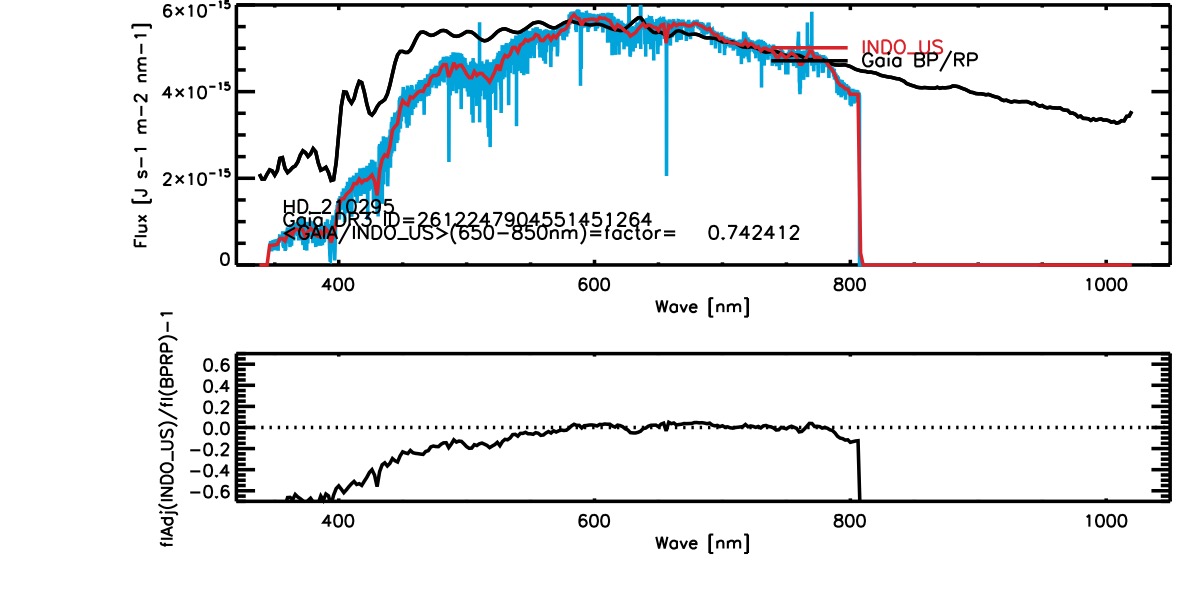 6×10⁻¹⁵
4×10⁻¹⁵
2×10⁻¹⁵
0
Flux [J s−1 m−2 nm−1]
INDO_US
Gaia BP/RP
HD_210295
Gaia DR3 ID=2612247904551451264
<GAIA/INDO_US>(650−850nm)=factor= 0.742412
400 600 800 1000
Wave [nm]
flAdj(INDO_US)/fl(BPRP)−1
0.6
0.4
0.2
0.0
−0.2
−0.4
−0.6
400 600 800 1000
Wave [nm]